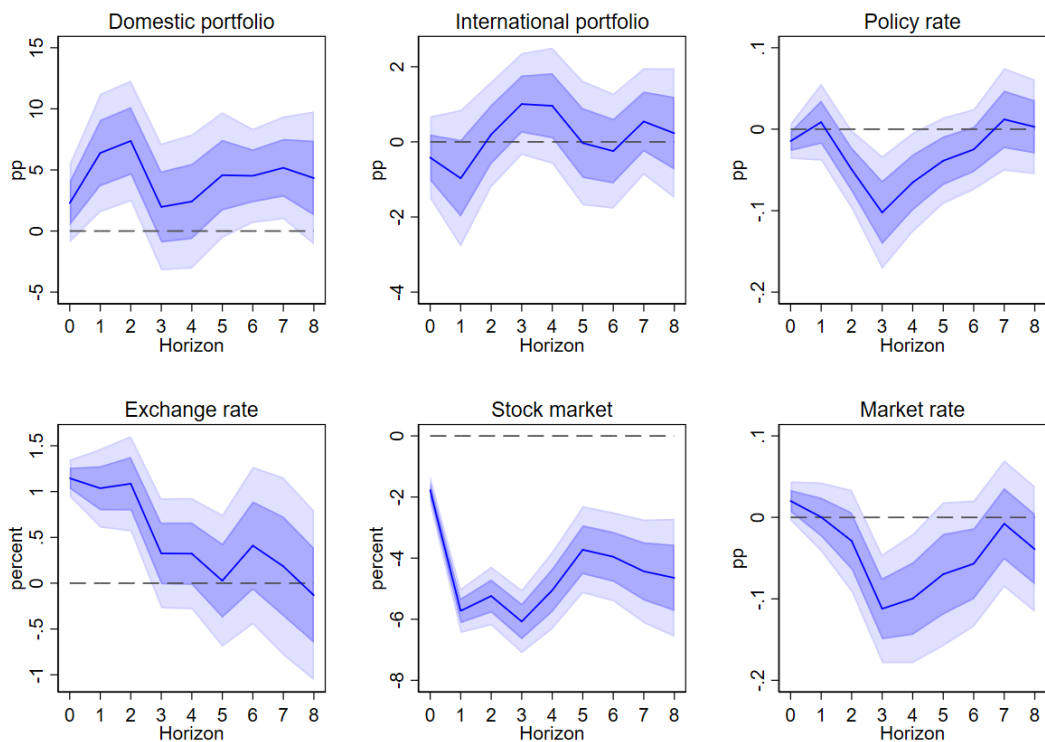 Domestic portfolio
pp
15
10
5
0
-5
0 1 2 3 4 5 6 7 8
Horizon
International portfolio
pp
2
0
-2
-4
0 1 2 3 4 5 6 7 8
Horizon
Policy rate
pp
.1
0
-.1
-.2
0 1 2 3 4 5 6 7 8
Horizon
Exchange rate
percent
1.5
1
.5
0
-.5
-1
0 1 2 3 4 5 6 7 8
Horizon
Stock market
percent
0
-2
-4
-6
-8
0 1 2 3 4 5 6 7 8
Horizon
Market rate
pp
.1
0
-.1
-.2
0 1 2 3 4 5 6 7 8
Horizon